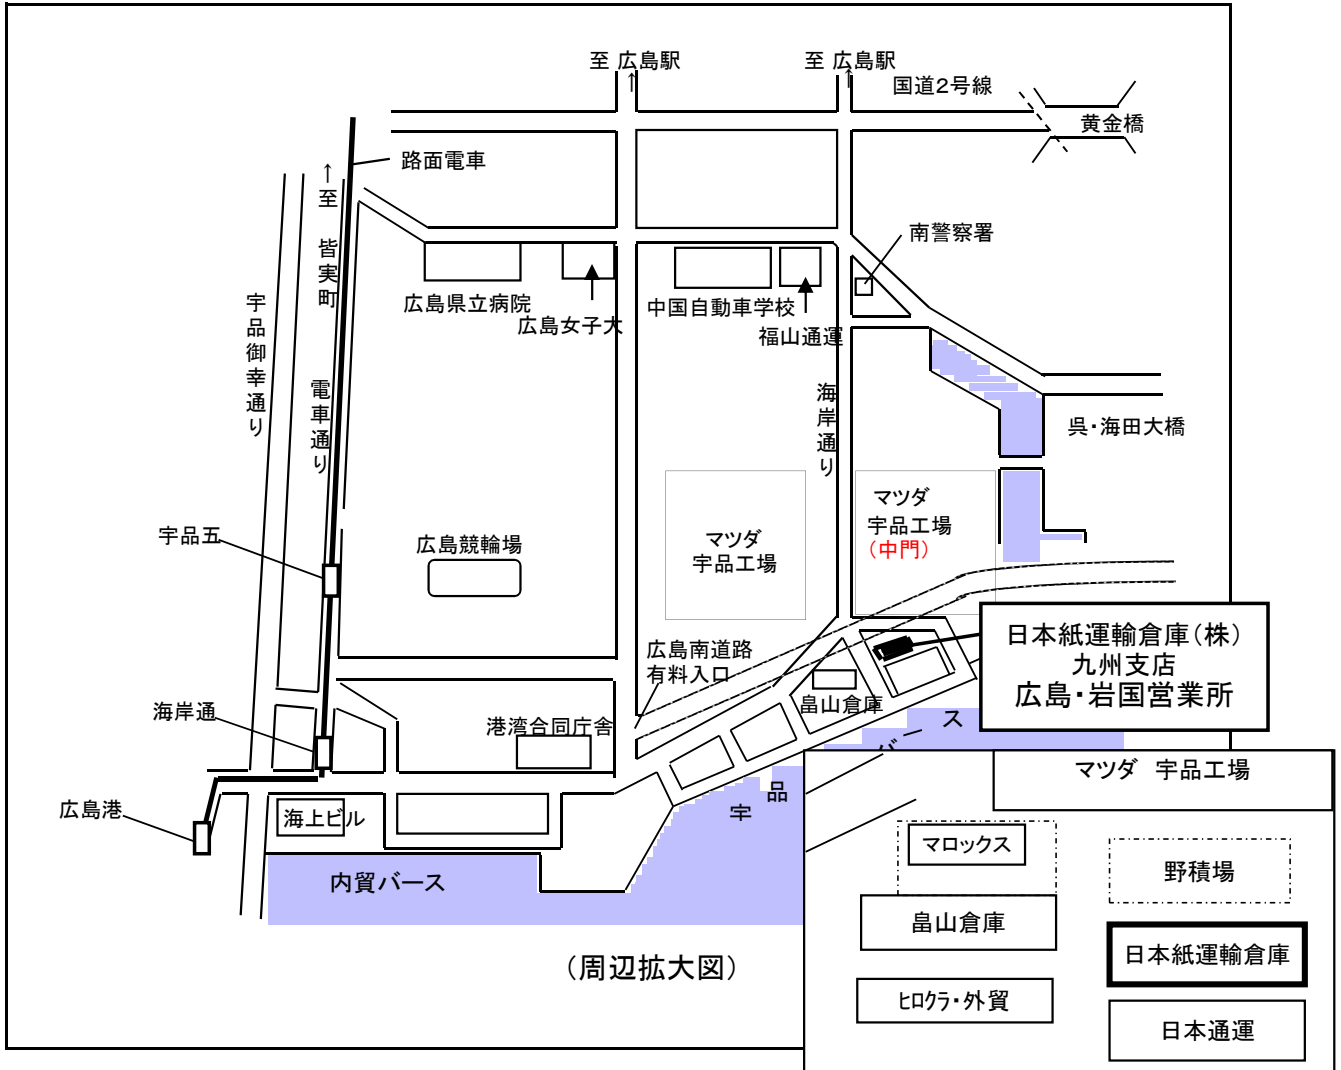 至 広島駅
↑
至 広島駅
↑
国道2号線
黄金橋
路面電車
↑至 皆実町
南警察署
広島県立病院
広島女子大
中国自動車学校
福山通運
宇品御幸通り
電車通り
海岸通り
呉・海田大橋
マツダ
宇品工場
(中門)
マツダ
宇品工場
宇品五
広島競輪場
広島南道路
有料入口
日本紙運輸倉庫(株)
九州支店
広島・岩国営業所
畠山倉庫
海岸通
港湾合同庁舎
宇品バース
広島港
海上ビル
内貿バース
(周辺拡大図)
マツダ 宇品工場
マロックス
野積場
畠山倉庫
日本紙運輸倉庫
ヒロクラ・外貿
日本通運